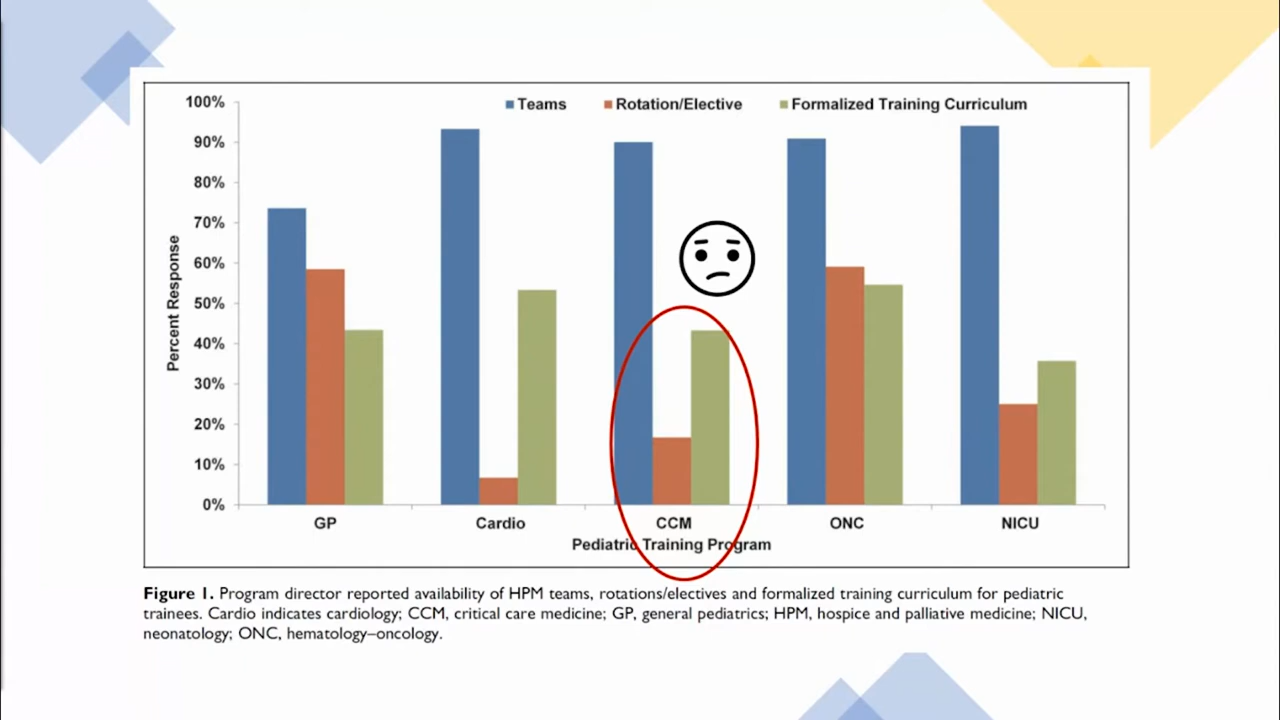 Teams Rotation/Elective Formalized Training Curriculum
100%
90%
80%
70%
60%
50%
40%
30%
20%
10%
0%
Percent Response
GP Cardio CCM ONC NICU
Pediatric Training Program
Figure 1. Program director reported availability of HPM teams, rotations/electives and formalized training curriculum for pediatric
trainees. Cardio indicates cardiology; CCM, critical care medicine; GP, general pediatrics; HPM, hospice and palliative medicine; NICU,
neonatology; ONC, hematology–oncology.